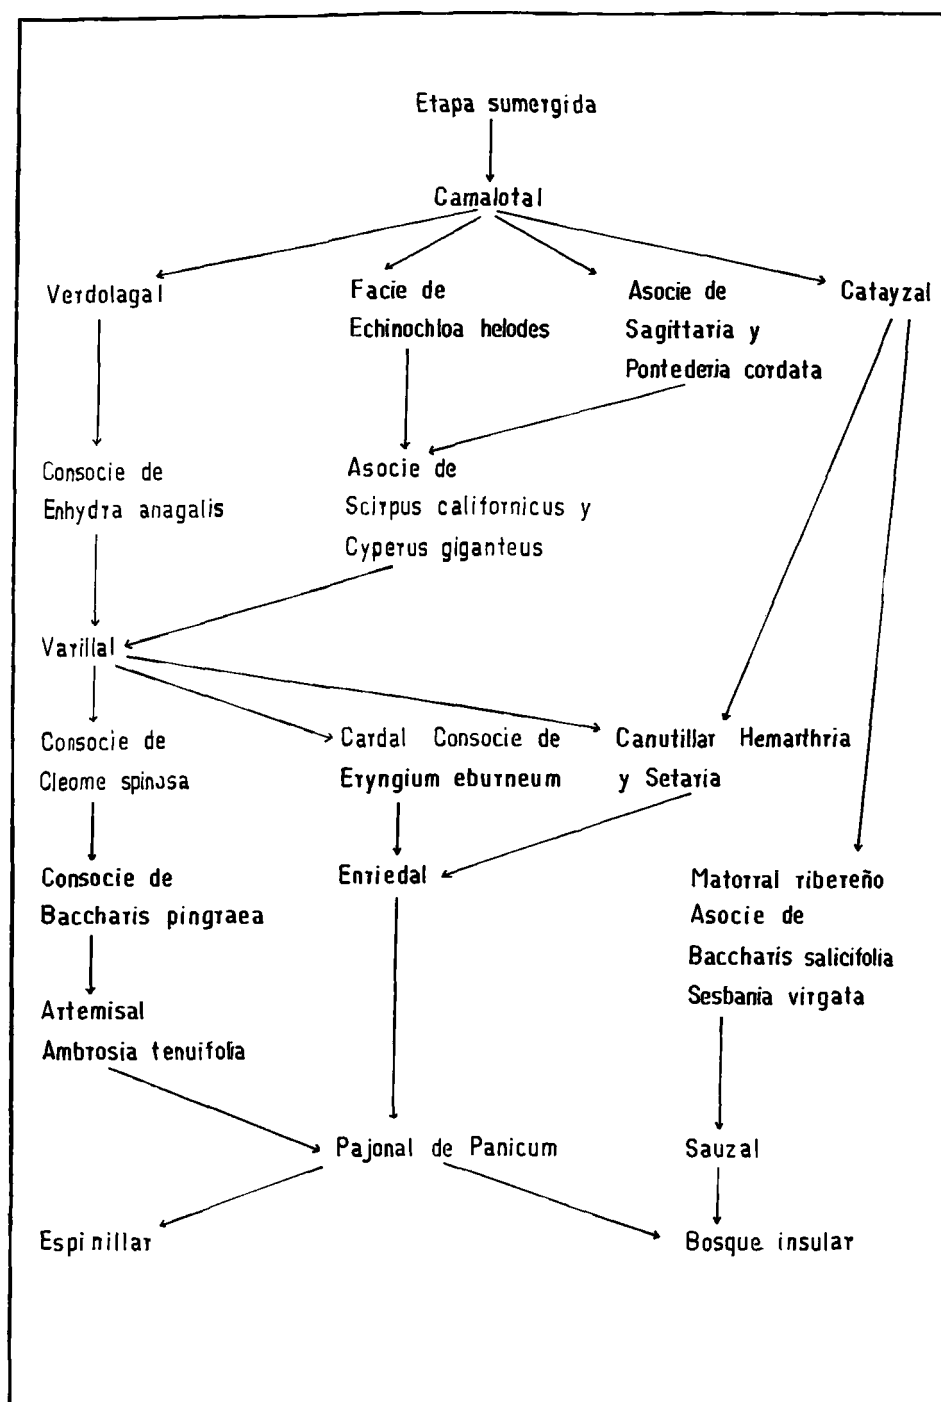 Etapa sumergida
Camalotal
Verdolagal
Facie de
Echinochloa helodes
Asocie de
Sagittaria y
Pontederia cordata
Catayzal
Consocie de
Enhydra anagalis
Asocie de
Scirpus californicus y
Cyperus giganteus
Varillal
Consocie de
Cleome spinosa
Cardal Consocie de
Eryngium eburneum
Canutillar Hemarthria
y Setaria
Consocie de
Baccharis pingraea
Enriedal
Matorral ribereño
Asocie de
Baccharis salicifolia
Sesbania virgata
Artemisal
Ambrosia tenuifolia
Pajonal de Panicum
Sauzal
Espinillar
Bosque insular